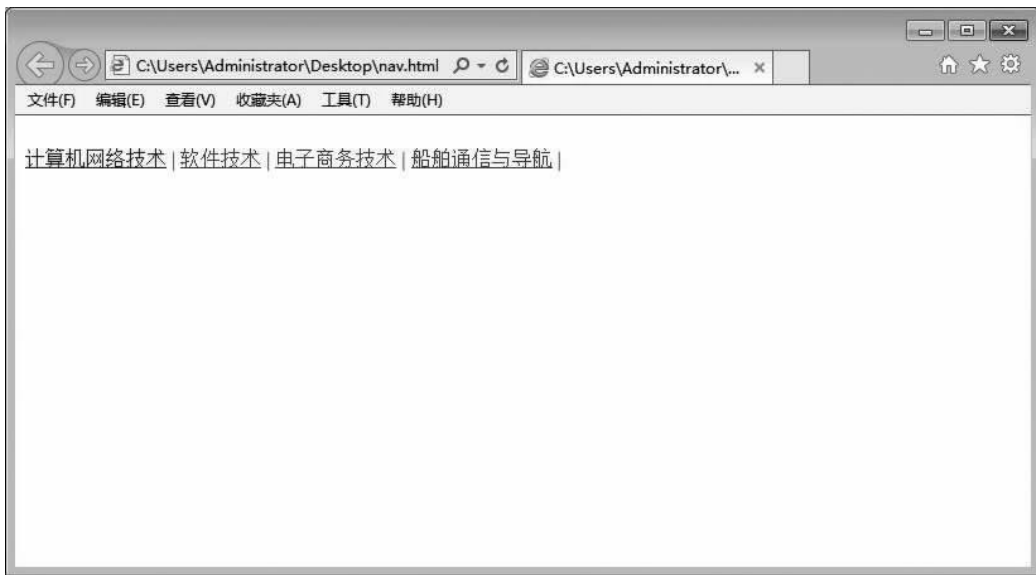 C:\Users\Administrator\Desktop\nav.html C:\Users\Administrator\...
文件(F) 编辑(E) 查看(V) 收藏夹(A) 工具(T) 帮助(H)
计算机网络技术 | 软件技术 | 电子商务技术 | 船舶通信与导航 |